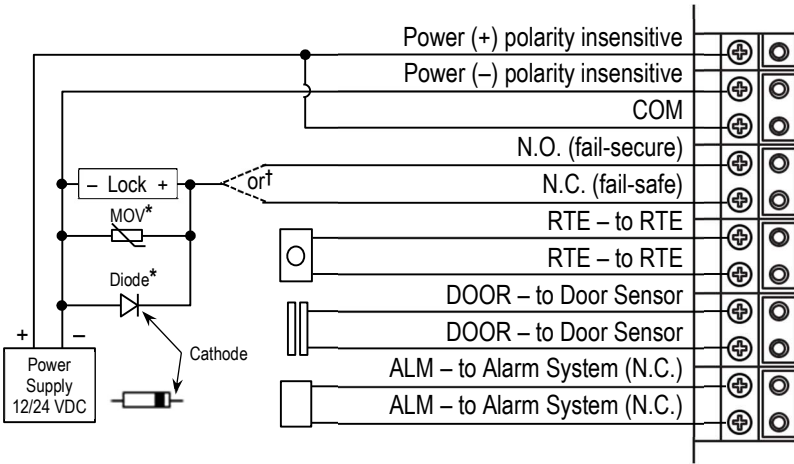 Power (+) polarity insensitive
Power (–) polarity insensitive
COM
N.O. (fail-secure)
– Lock +
or†
N.C. (fail-safe)
MOV*
RTE – to RTE
RTE – to RTE
Diode*
DOOR – to Door Sensor
DOOR – to Door Sensor
+
–
Cathode
Power
Supply
12/24 VDC
ALM – to Alarm System (N.C.)
ALM – to Alarm System (N.C.)